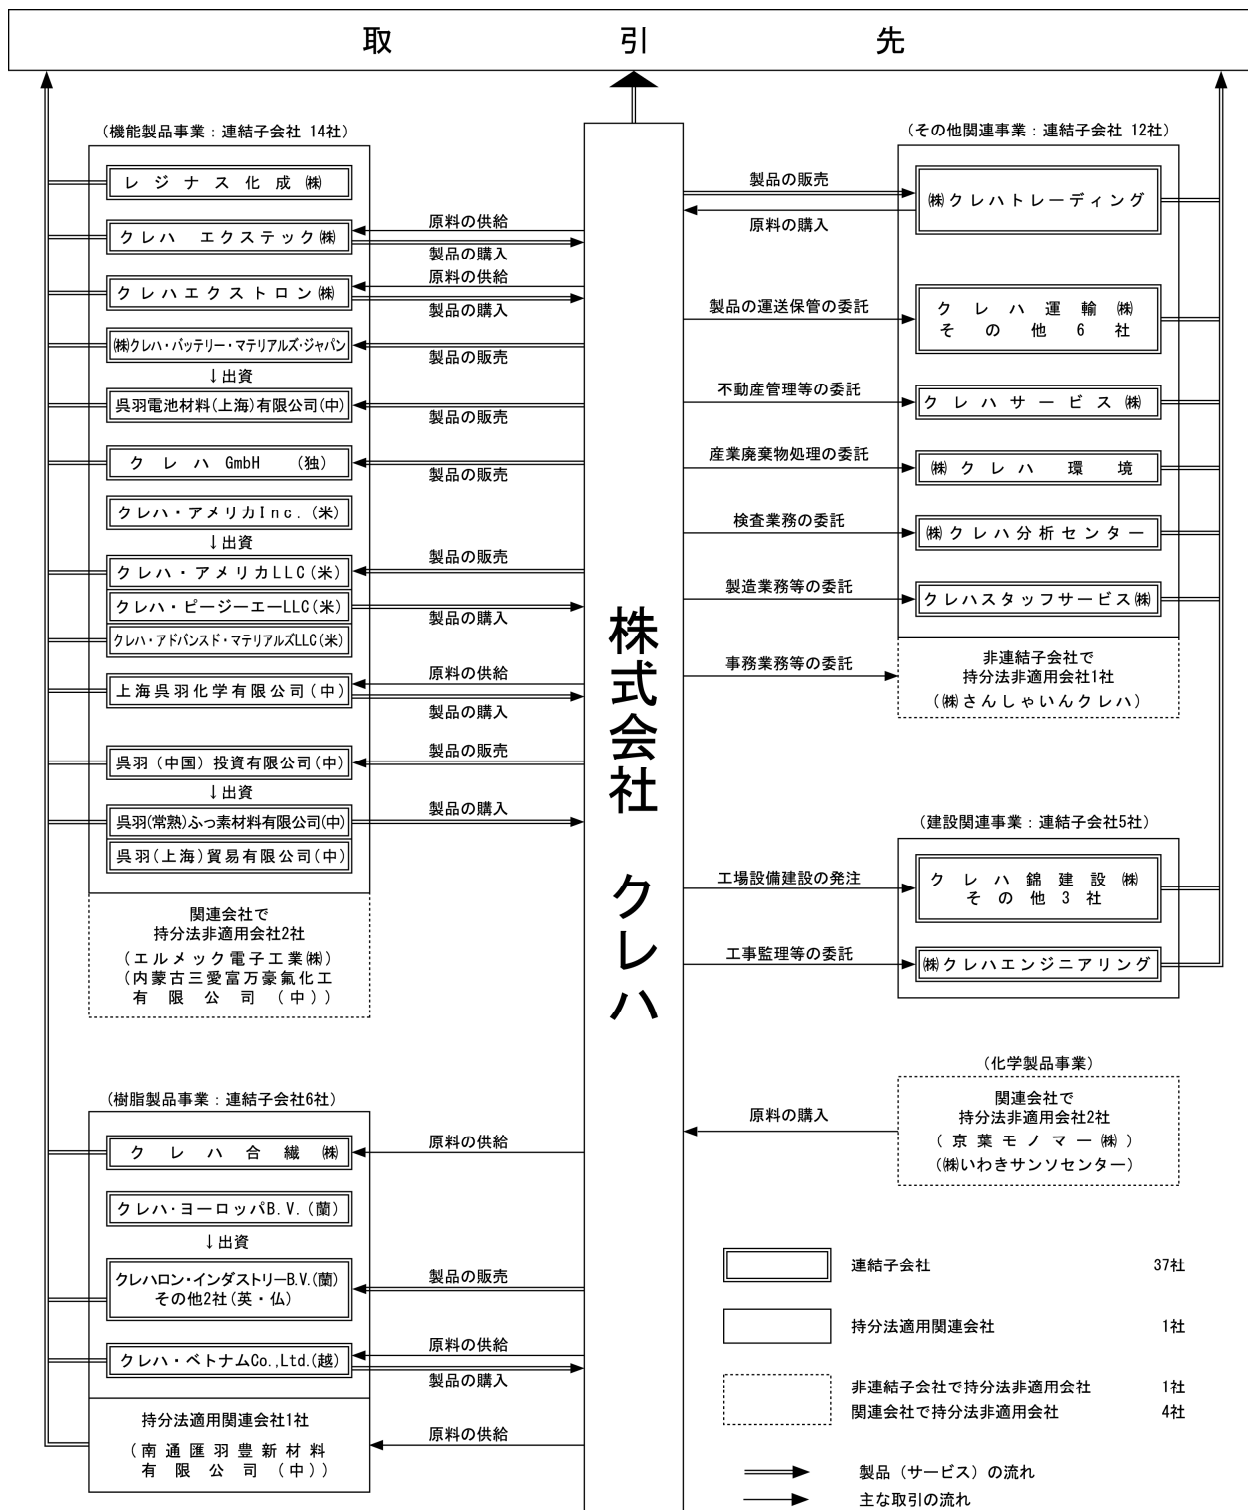 取引先
(機能製品事業：連結子会社 14社)
レジナス化成㈱
クレハ エクステック㈱
原料の供給
製品の購入
クレハエクストロン㈱
原料の供給
製品の購入
㈱クレハ・バッテリー・マテリアルズ・ジャパン
製品の販売
↓出資
呉羽電池材料(上海)有限公司(中)
製品の販売
クレハ GmbH (独)
製品の販売
クレハ・アメリカInc.(米)
↓出資
クレハ・アメリカLLC(米)
製品の販売
クレハ・ピージーエーLLC(米)
製品の購入
クレハ・アドバンスド・マテリアルズLLC(米)
上海呉羽化学有限公司(中)
原料の供給
製品の購入
呉羽（中国）投資有限公司(中)
製品の販売
↓出資
呉羽(常熟)ふっ素材料有限公司(中)
製品の購入
呉羽(上海)貿易有限公司(中)
関連会社で
持分法非適用会社2社
(エルメック電子工業㈱)
(内蒙古三愛富万豪氟化工
有限公司(中))
(樹脂製品事業：連結子会社6社)
クレハ合繊㈱
原料の供給
クレハ・ヨーロッパB.V.(蘭)
↓出資
クレハロン・インダストリーB.V.(蘭)
その他2社(英・仏)
製品の販売
クレハ・ベトナムCo.,Ltd.(越)
原料の供給
製品の購入
持分法適用関連会社1社
(南通匯羽豊新材料
有限公司(中))
原料の供給
株式会社 クレハ
(その他関連事業：連結子会社 12社)
製品の販売
㈱クレハトレーディング
原料の購入
製品の運送保管の委託
クレハ運輸㈱
その他6社
不動産管理等の委託
クレハサービス㈱
産業廃棄物処理の委託
㈱クレハ環境
検査業務の委託
㈱クレハ分析センター
製造業務等の委託
クレハスタッフサービス㈱
事務業務等の委託
非連結子会社で
持分法非適用会社1社
(㈱さんしゃいんクレハ)
(建設関連事業：連結子会社5社)
工場設備建設の発注
クレハ錦建設㈱
その他3社
工事監理等の委託
㈱クレハエンジニアリング
(化学製品事業)
原料の購入
関連会社で
持分法非適用会社2社
(京葉モノマー㈱)
(㈱いわきサンソセンター)
連結子会社 37社
持分法適用関連会社 1社
非連結子会社で持分法非適用会社 1社
関連会社で持分法非適用会社 4社
製品（サービス）の流れ
主な取引の流れ